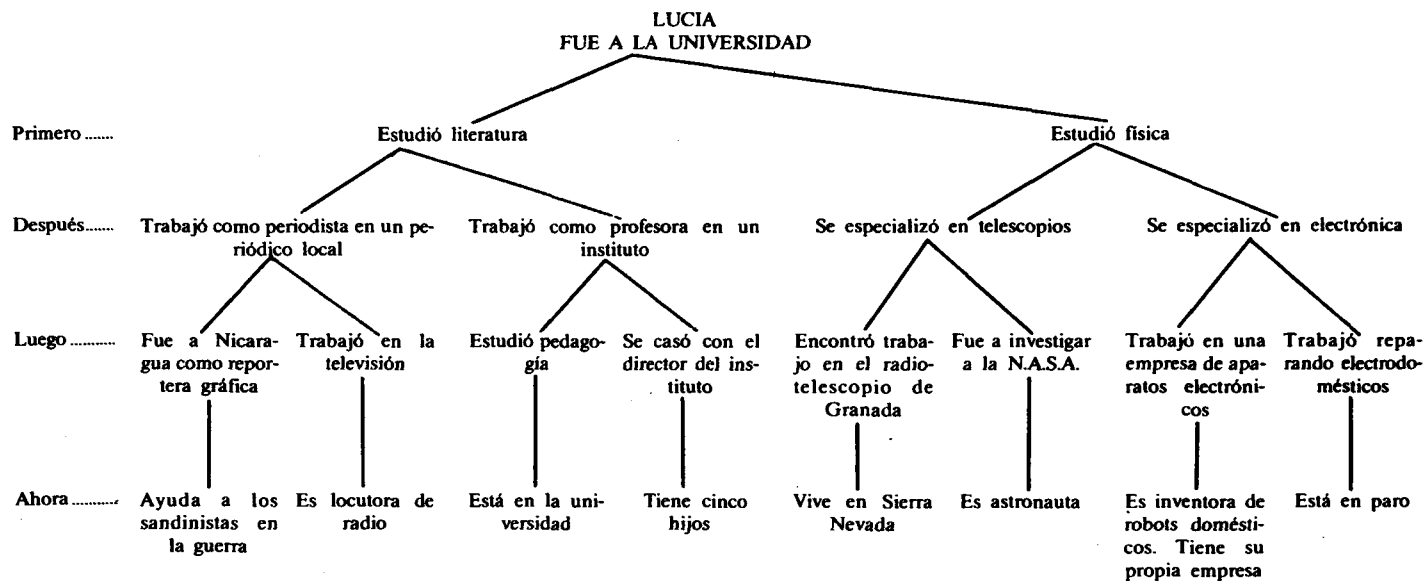 LUCIA
FUE A LA UNIVERSIDAD
Primero ....... Estudió literatura Estudió física
Después ....... Trabajó como periodista en un pe- Trabajó como profesora en un Se especializó en telescopios Se especializó en electrónica
riódico local instituto
Luego ........... Fue a Nicara- Trabajó en la Estudió pedago- Se casó con el Encontró traba- Fue a investigar Trabajó en una Trabajó repa-
gua como repor- televisión gía director del ins- jo en el radio- a la N.A.S.A. empresa de apa- rando electrodo-
tera gráfica tituto telescopio de ratos electróni- mésticos
Granada cos
Ahora ........... Ayuda a los Es locutora de Está en la uni- Tiene cinco Vive en Sierra Es astronauta Es inventora de Está en paro
sandinistas en radio versidad hijos Nevada robots domésti-
la guerra cos. Tiene su
propia empresa